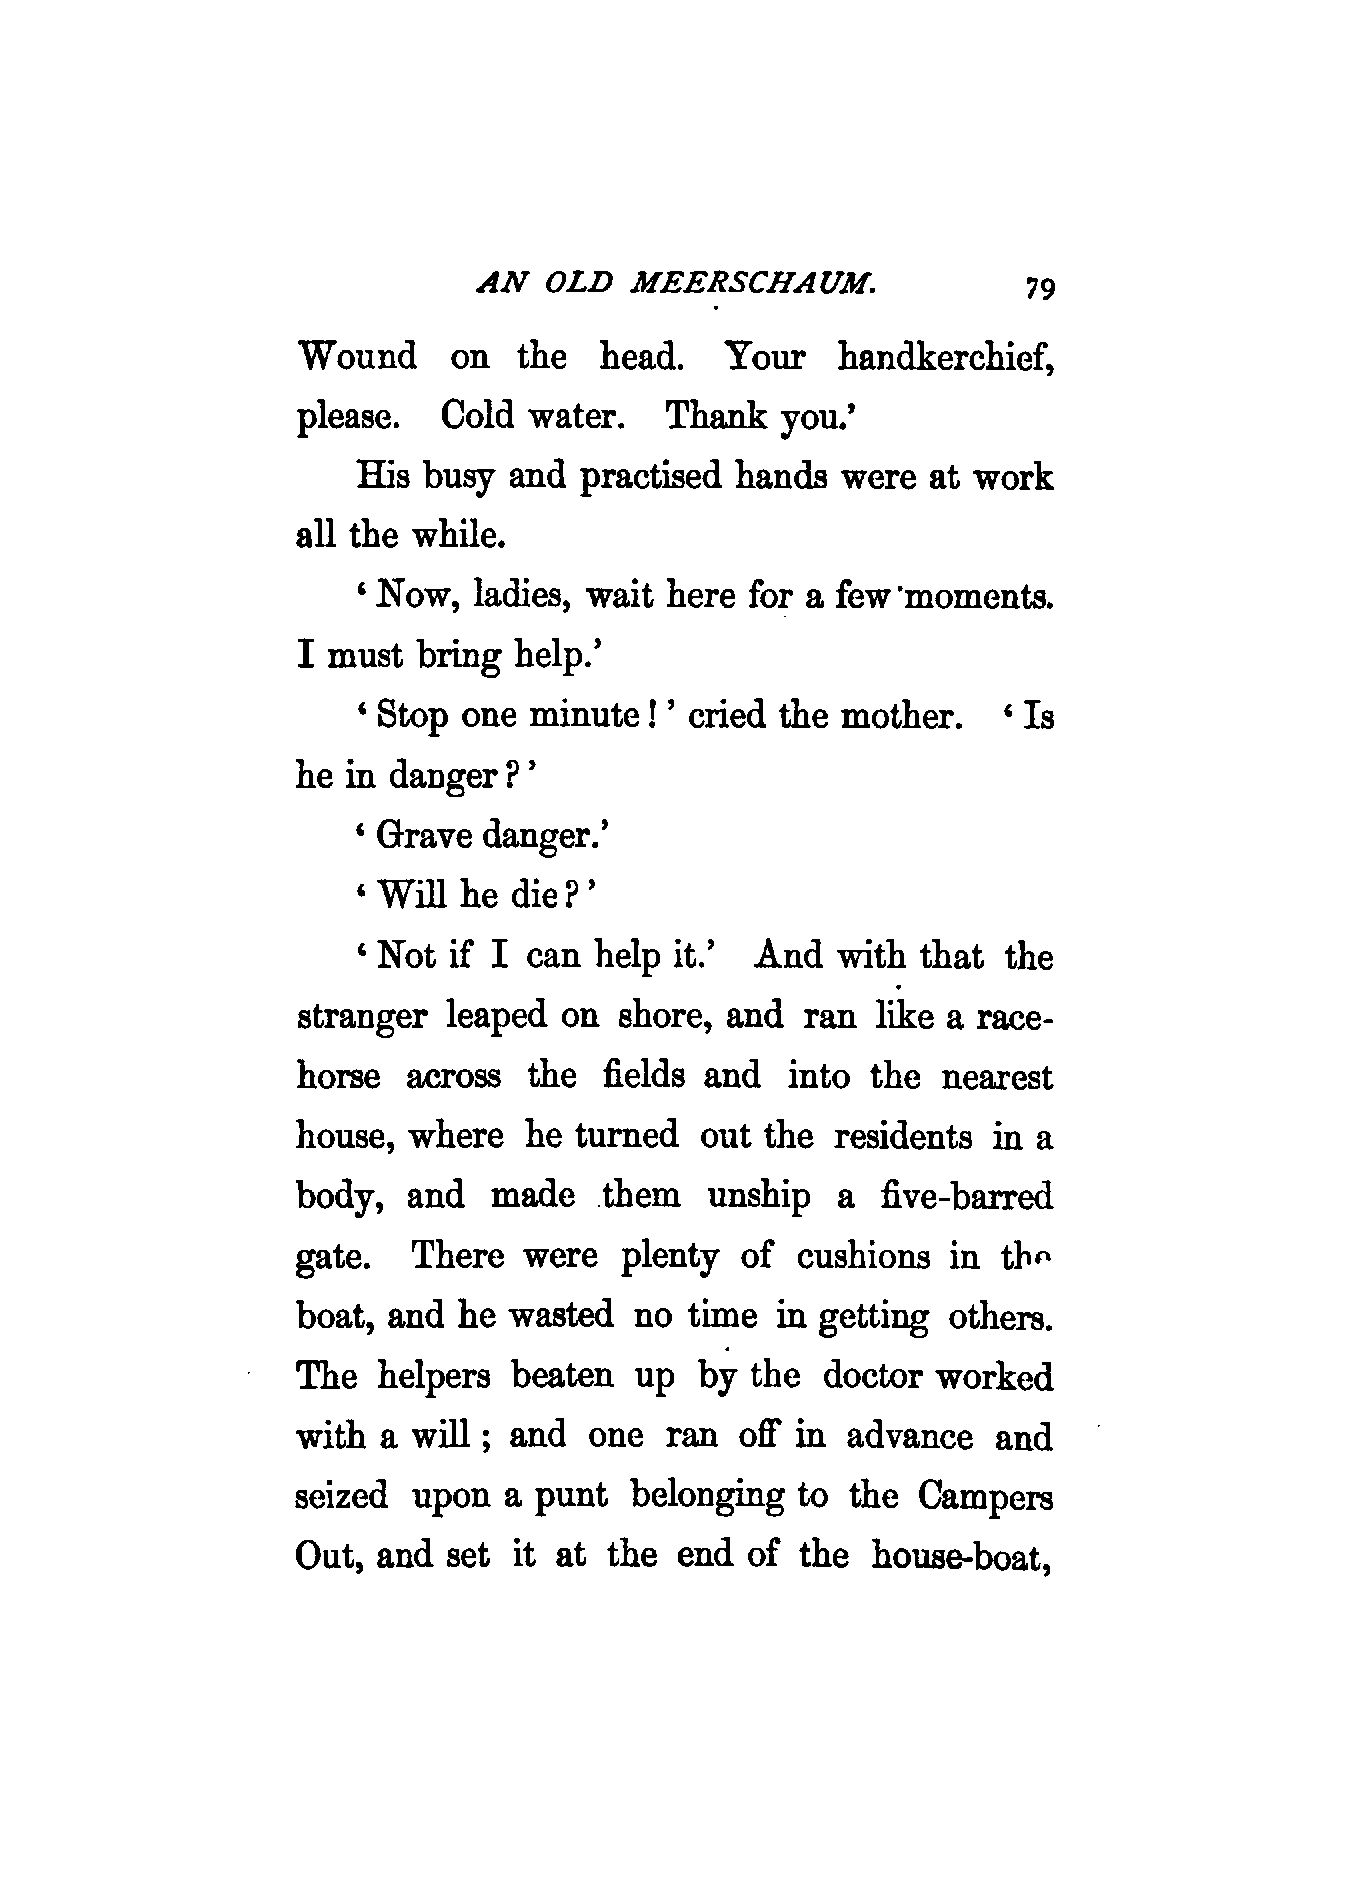 AN OLD MEERSCHAUM. 79
Wound on the head. Your handkerchief,
please. Cold water. Thank you.’
His busy and practised hands were at work
all the while.
‘ Now, ladies, wait here for a few moments.
I must bring help.’
‘ Stop one minute ! ’ cried the mother. ‘ Is
he in danger ? ’
‘ Grave danger.’
‘ Will he die ? ’
‘ Not if I can help it.’ And with that the
stranger leaped on shore, and ran like a race-
horse across the fields and into the nearest
house, where he turned out the residents in a
body, and made them unship a five-barred
gate. There were plenty of cushions in the
boat, and he wasted no time in getting others.
The helpers beaten up by the doctor worked
with a will ; and one ran off in advance and
seized upon a punt belonging to the Campers
Out, and set it at the end of the house-boat,